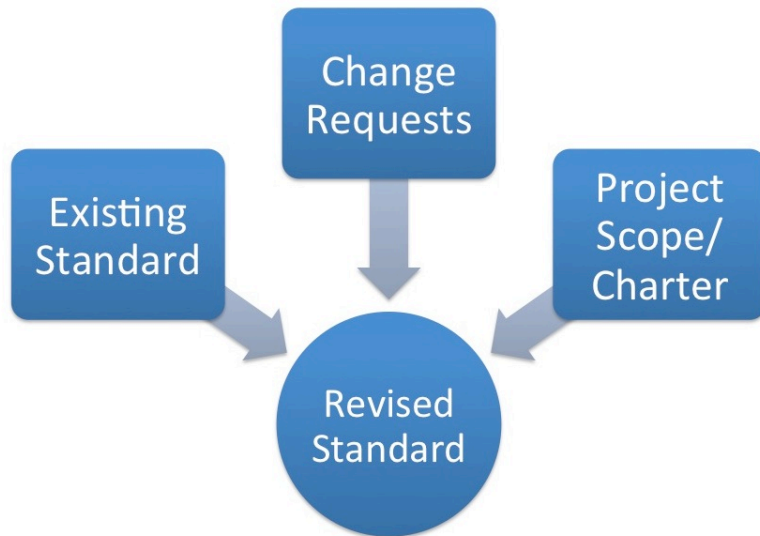 Change
Requests
Existing
Standard
Project
Scope/
Charter
Revised
Standard